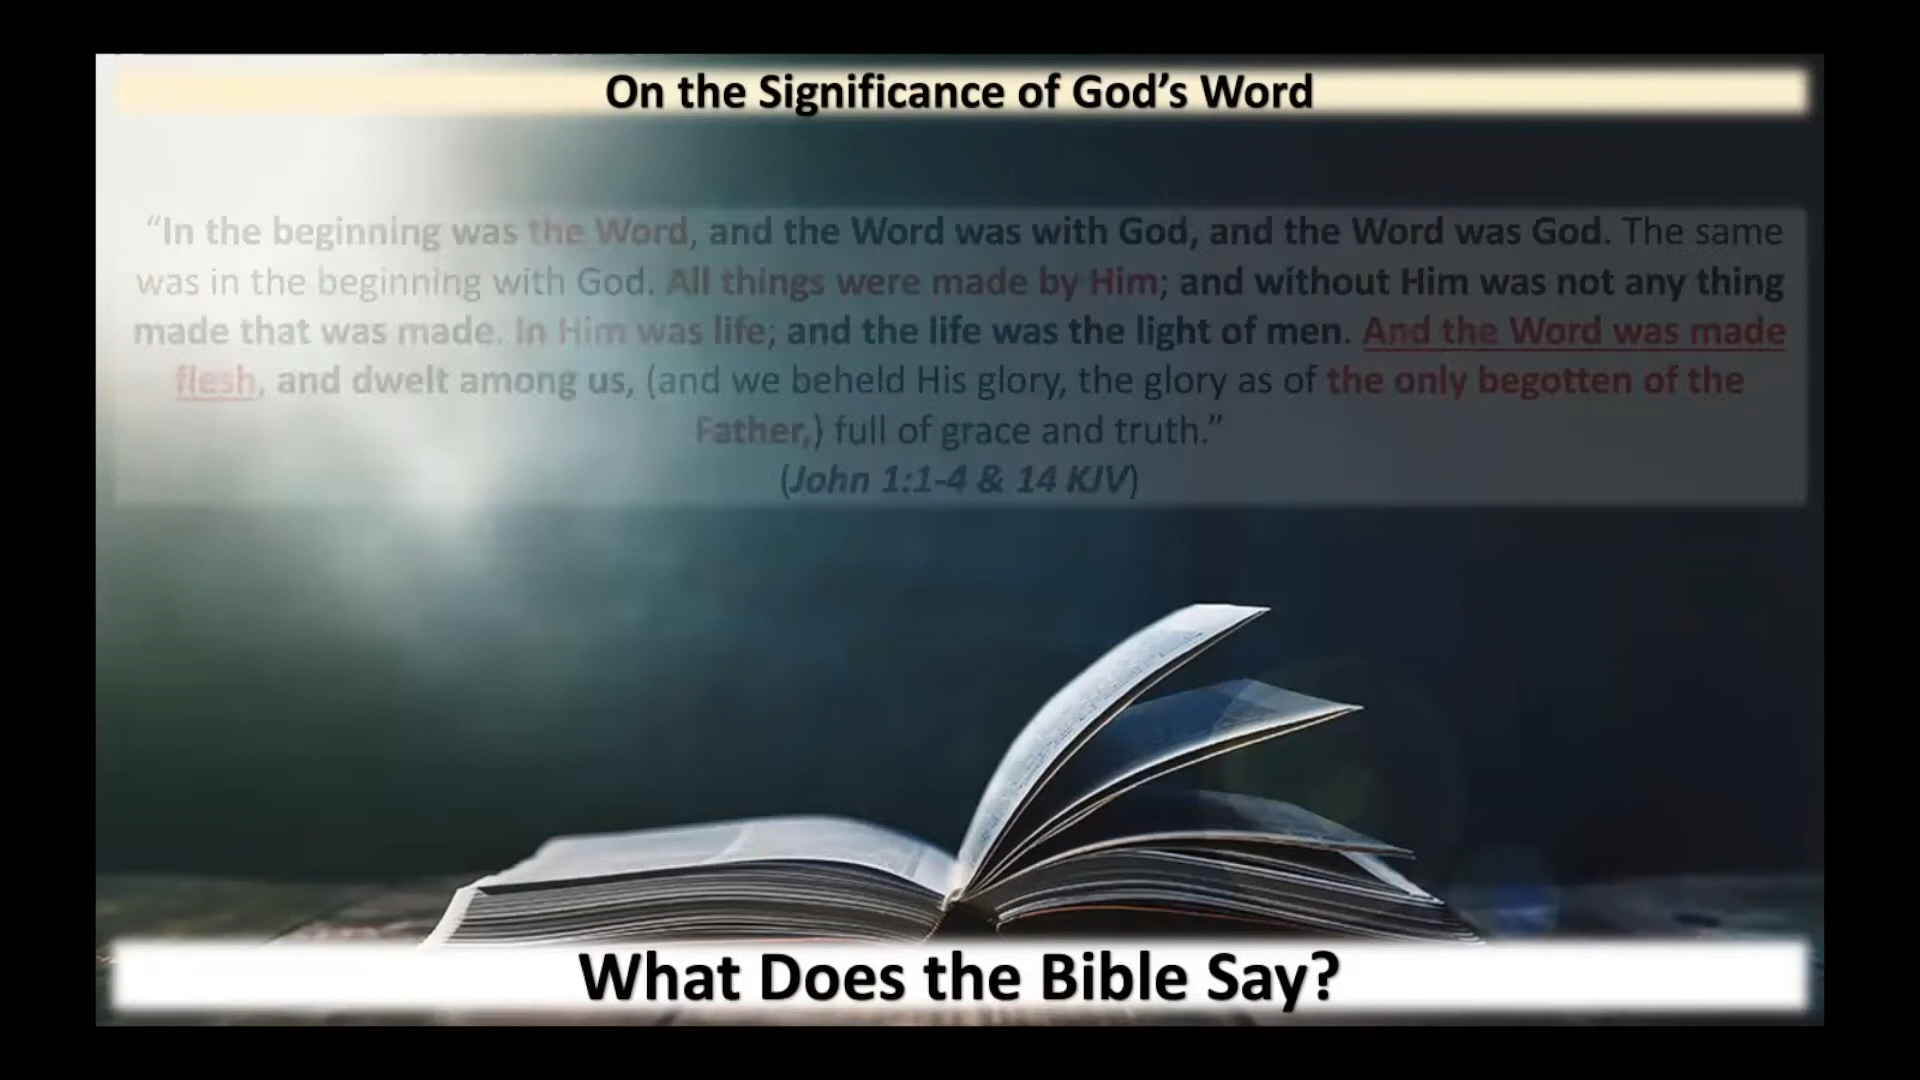 On the Significance of God’s Word
“In the beginning was the Word, and the Word was with God, and the Word was God. The same
was in the beginning with God. All things were made by Him; and without Him was not any thing
made that was made. In Him was life; and the life was the light of men. And the Word was made
flesh, and dwelt among us, (and we beheld His glory, the glory as of the only begotten of the
Father,) full of grace and truth.”
(John 1:1-4 & 14 KJV)
What Does the Bible Say?